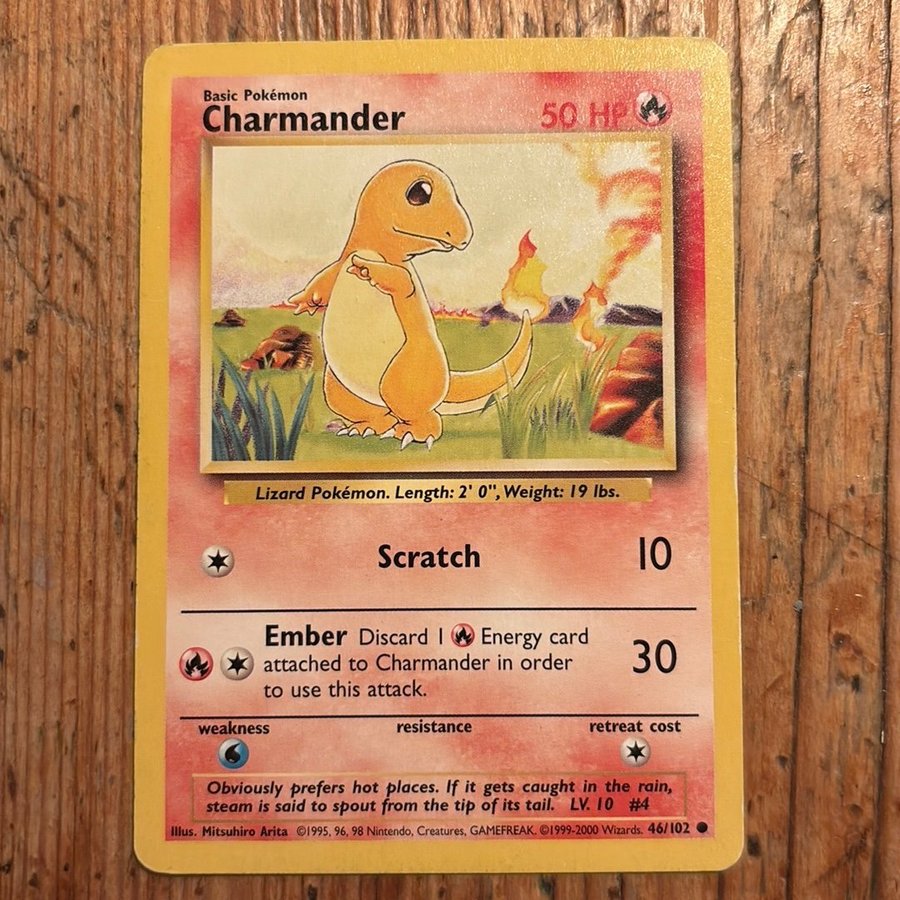 Basic Pokémon
Charmander
50 HP
Lizard Pokémon. Length: 2' 0", Weight: 19 lbs.
Scratch 10
Ember Discard 1 Energy card
attached to Charmander in order
to use this attack.
30
weakness resistance retreat cost
Obviously prefers hot places. If it gets caught in the rain,
steam is said to spout from the tip of its tail. LV. 10 #4
Illus. Mitsuhiro Arita ©1995, 96, 98 Nintendo, Creatures, GAMEFREAK. ©1999-2000 Wizards. 46/102 ●